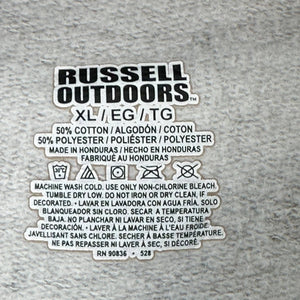 RUSSELL
OUTDOORS™
XL / EG / TG
50% COTTON / ALGODÓN / COTON
50% POLYESTER / POLIÉSTER / POLYESTER
MADE IN HONDURAS / HECHO EN HONDURAS
FABRIQUÉ AU HONDURAS
MACHINE WASH COLD. USE ONLY NON-CHLORINE BLEACH.
TUMBLE DRY LOW. DO NOT IRON OR DRY CLEAN, IF
DECORATED. • LAVAR EN LAVADORA CON AGUA FRÍA. SOLO
BLANQUEADOR SIN CLORO. SECAR A TEMPERATURA
BAJA. NO PLANCHAR NI LAVAR EN SECO, SI TIENE
DECORACIÓN. • LAVER À LA MACHINE À L'EAU FROIDE
JAVELLISANT SANS CHLORE. SÉCHER À BASSE TEMPÉRATURE.
NE PAS REPASSER NI NETTOYER À SEC, SI DÉCORÉ.
RN 90836 • 528